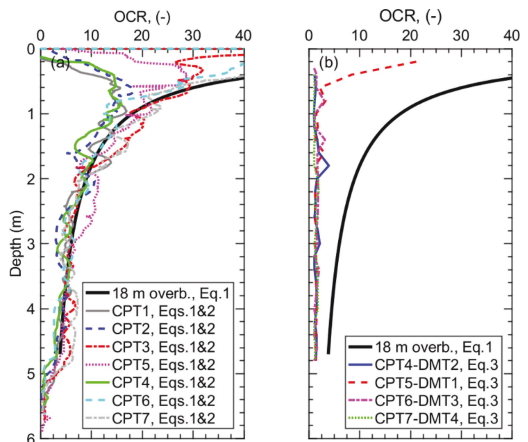 OCR, (-)
0 10 20 30 40
(a)
0
1
2
3
4
5
6
Depth (m)
18 m overb., Eq.1
CPT1, Eqs.1&2
CPT2, Eqs.1&2
CPT3, Eqs.1&2
CPT5, Eqs.1&2
CPT4, Eqs.1&2
CPT6, Eqs.1&2
CPT7, Eqs.1&2
OCR, (-)
0 10 20 30 40
(b)
18 m overb., Eq.1
CPT4-DMT2, Eq.3
CPT5-DMT1, Eq.3
CPT6-DMT3, Eq.3
CPT7-DMT4, Eq.3